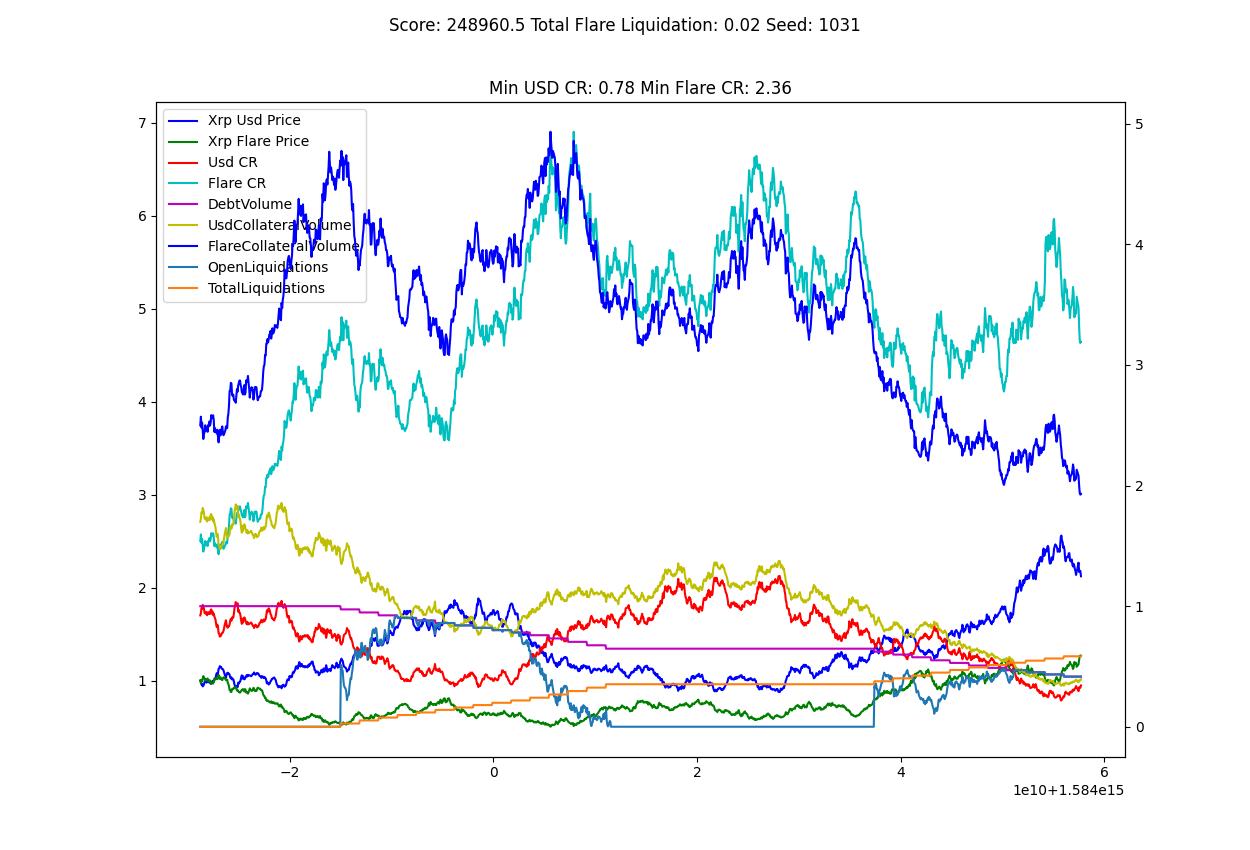 Score: 248960.5 Total Flare Liquidation: 0.02 Seed: 1031
Min USD CR: 0.78 Min Flare CR: 2.36
Xrp Usd Price
Xrp Flare Price
Usd CR
Flare CR
DebtVolume
UsdCollateralVolume
FlareCollateralVolume
OpenLiquidations
TotalLiquidations
7
6
5
4
3
2
1
5
4
3
2
1
0
−2
0
2
4
6
1e10+1.584e15